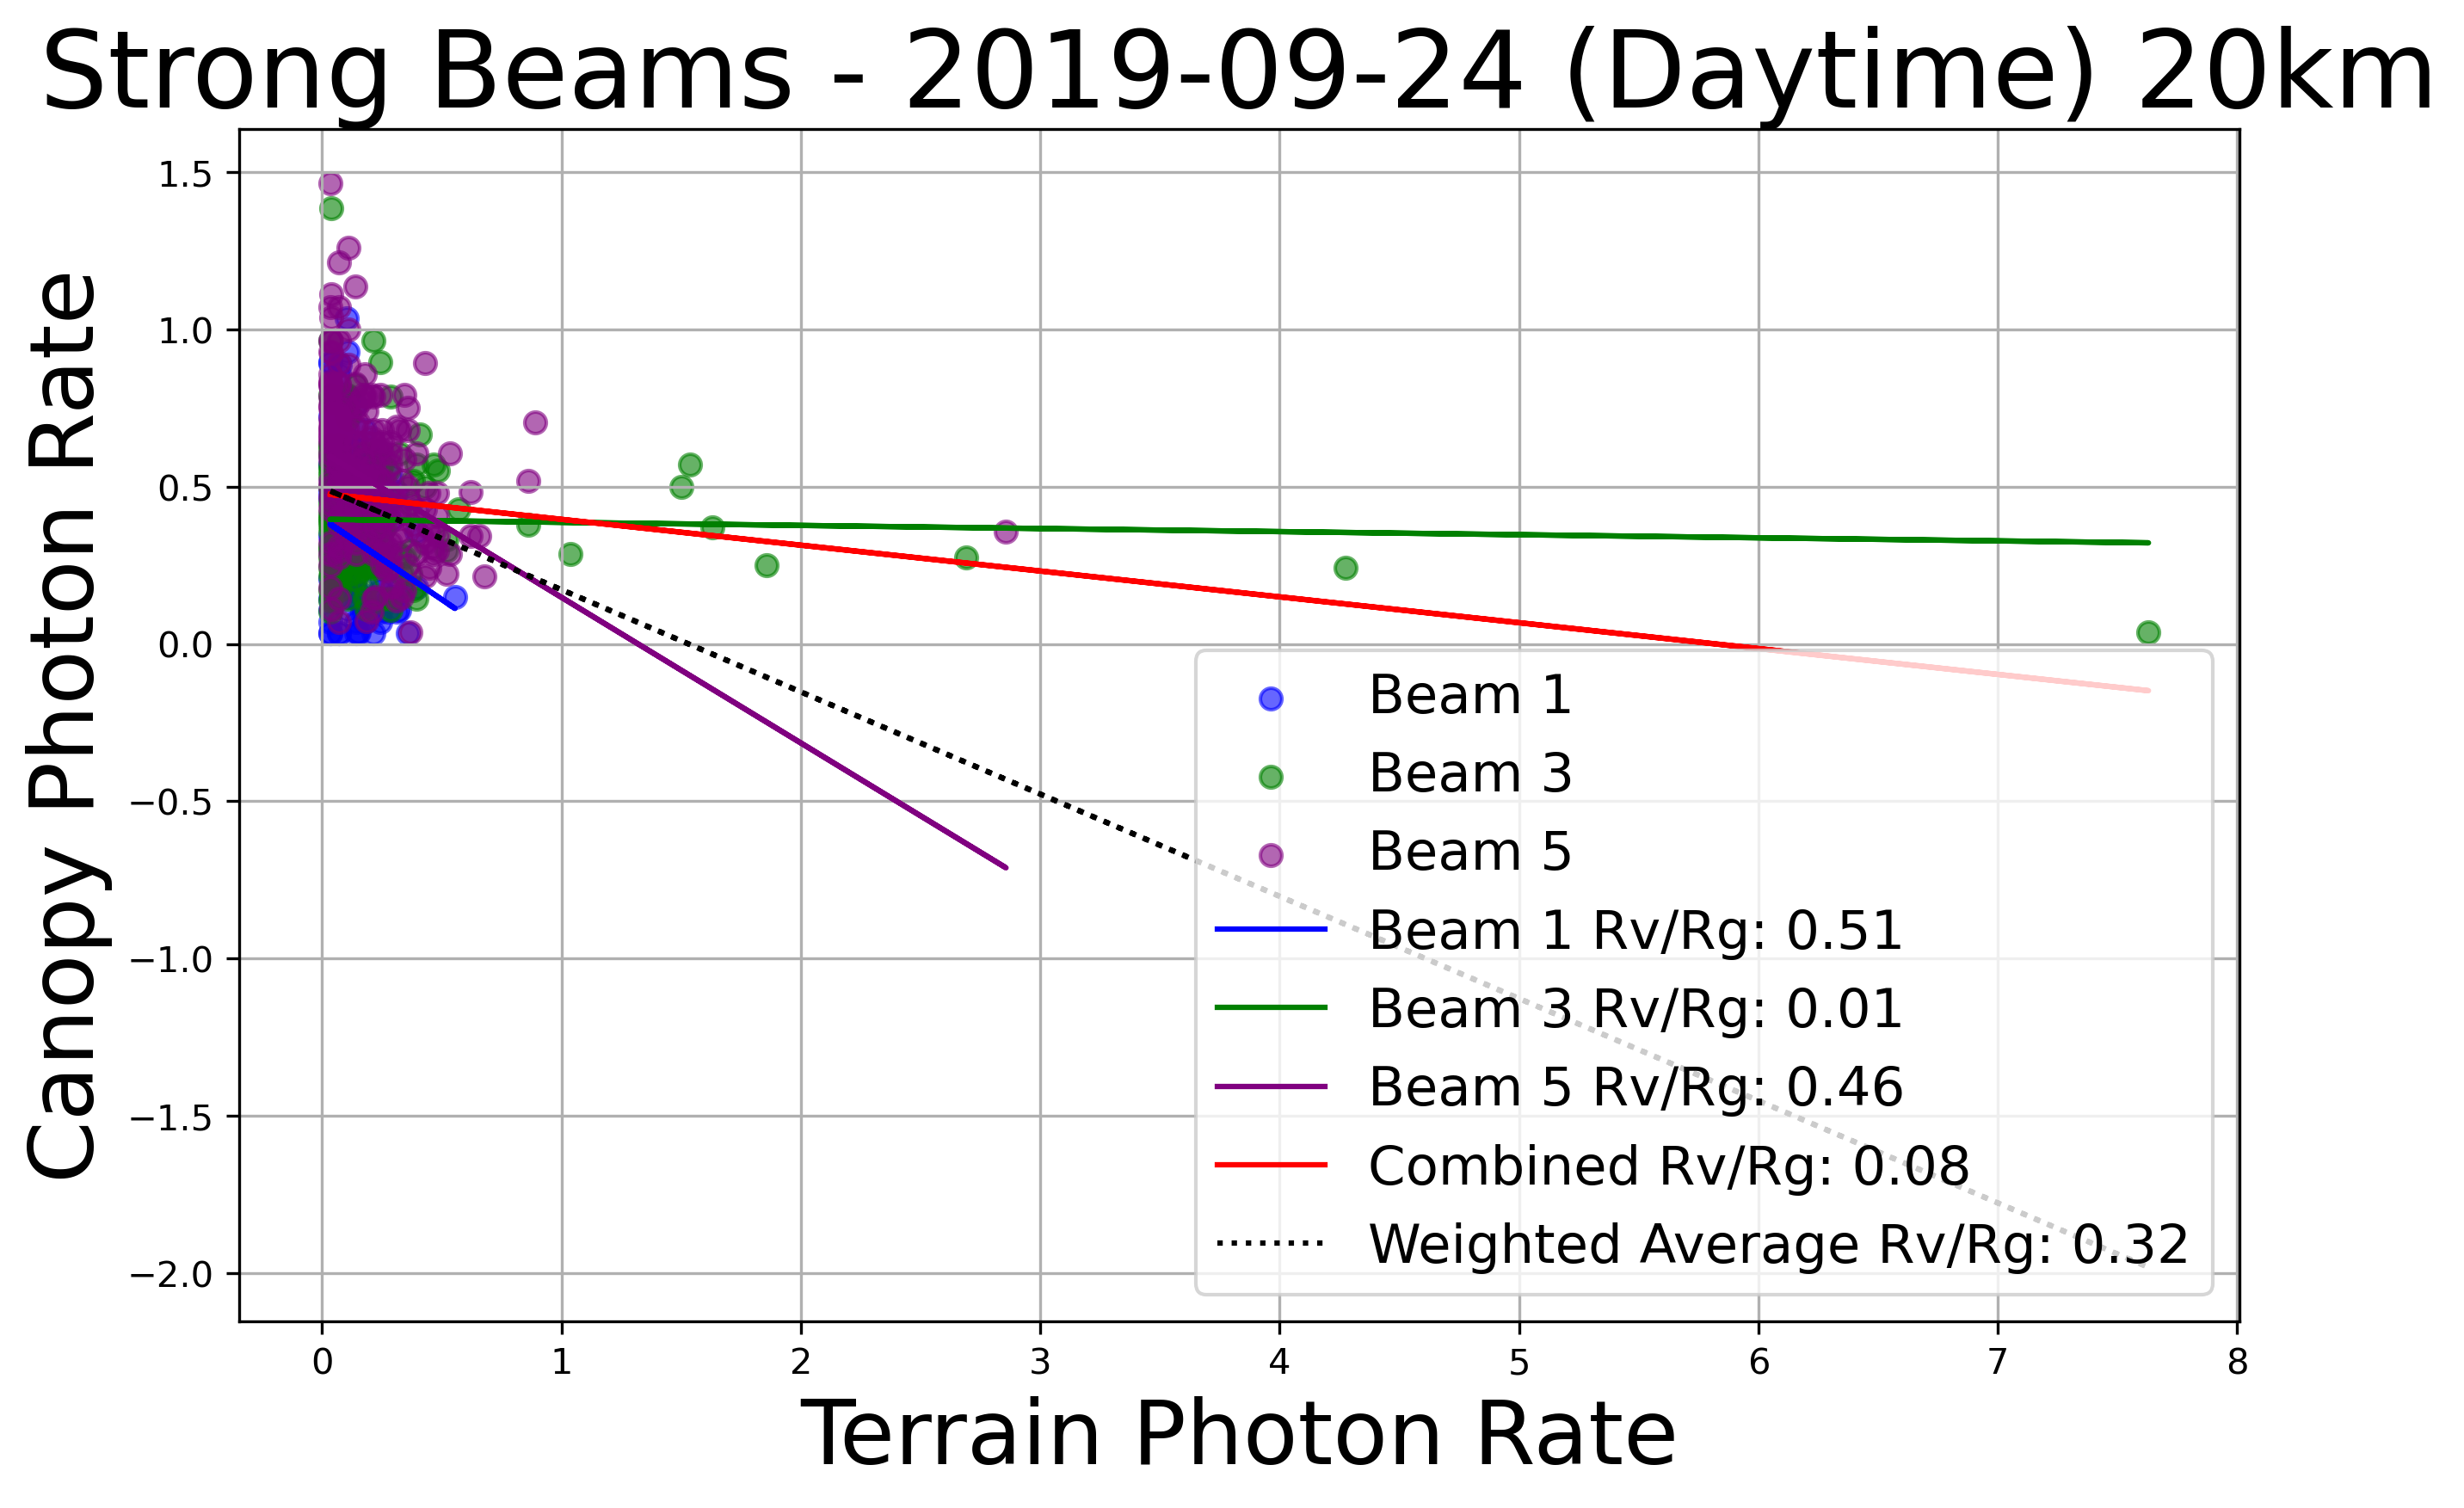 Strong Beams - 2019-09-24 (Daytime) 20km
Canopy Photon Rate
1.5
1.0
0.5
0.0
−0.5
−1.0
−1.5
−2.0
Beam 1
Beam 3
Beam 5
Beam 1 Rv/Rg: 0.51
Beam 3 Rv/Rg: 0.01
Beam 5 Rv/Rg: 0.46
Combined Rv/Rg: 0.08
Weighted Average Rv/Rg: 0.32
0 1 2 3 4 5 6 7 8
Terrain Photon Rate